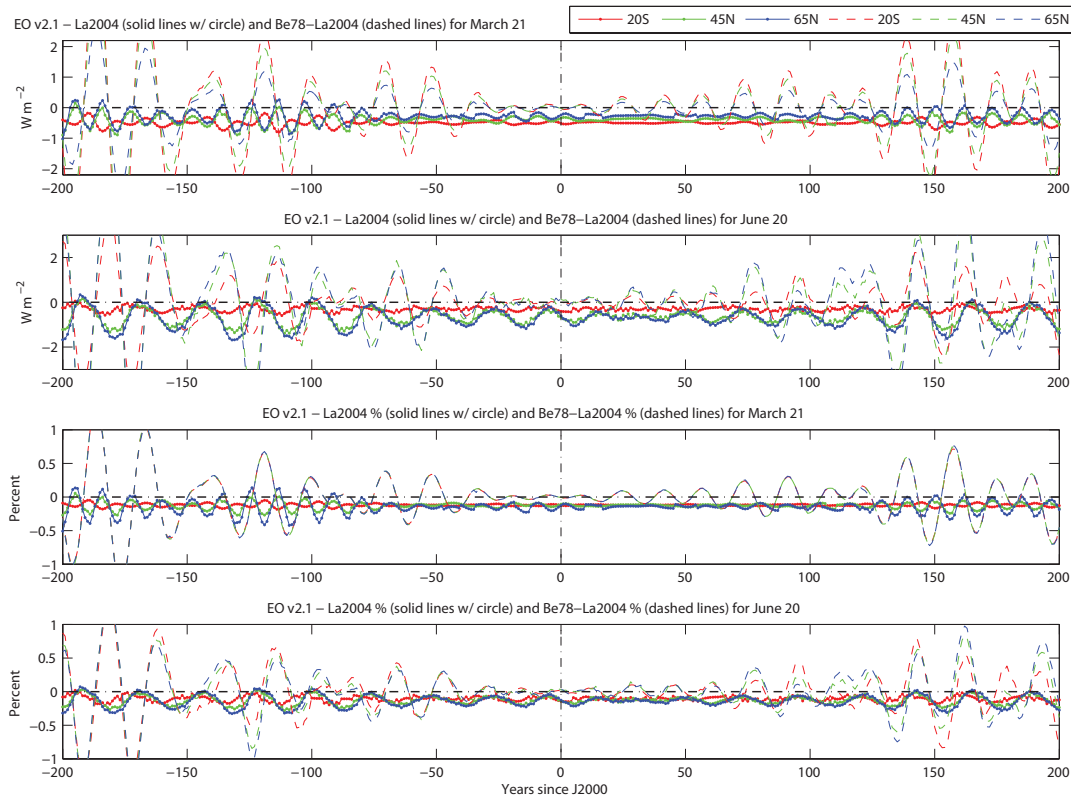 EO v2.1 − La2004 (solid lines w/ circle) and Be78−La2004 (dashed lines) for March 21
20S 45N 65N 20S 45N 65N
2
1
0
−1
−2
W m−2
−200 −150 −100 −50 0 50 100 150 200
EO v2.1 − La2004 (solid lines w/ circle) and Be78−La2004 (dashed lines) for June 20
2
0
−2
W m−2
−200 −150 −100 −50 0 50 100 150 200
EO v2.1 − La2004 % (solid lines w/ circle) and Be78−La2004 % (dashed lines) for March 21
1
0.5
0
−0.5
−1
Percent
−200 −150 −100 −50 0 50 100 150 200
EO v2.1 − La2004 % (solid lines w/ circle) and Be78−La2004 % (dashed lines) for June 20
1
0.5
0
−0.5
−1
Percent
−200 −150 −100 −50 0 50 100 150 200
Years since J2000